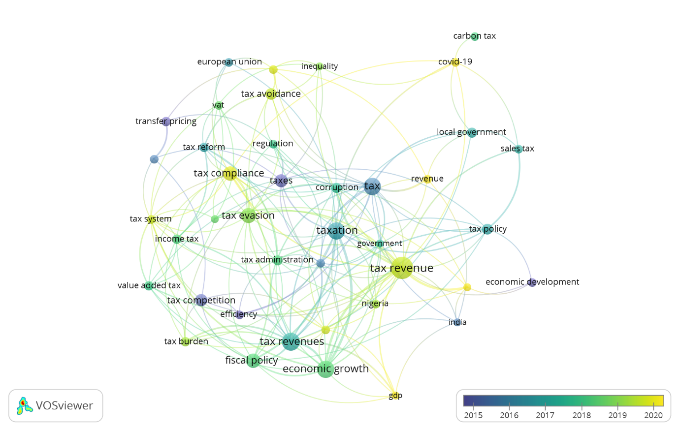 carbon tax
european union
covid-19
inequality
tax avoidance
vat
transfer pricing
local government
tax reform
regulation
sales tax
tax compliance
taxes
corruption
tax
revenue
tax system
tax evasion
taxation
tax policy
income tax
government
tax administration
tax revenue
economic development
value added tax
tax competition
nigeria
efficiency
india
tax burden
tax revenues
fiscal policy
economic growth
gdp
VOSviewer
2015 2016 2017 2018 2019 2020